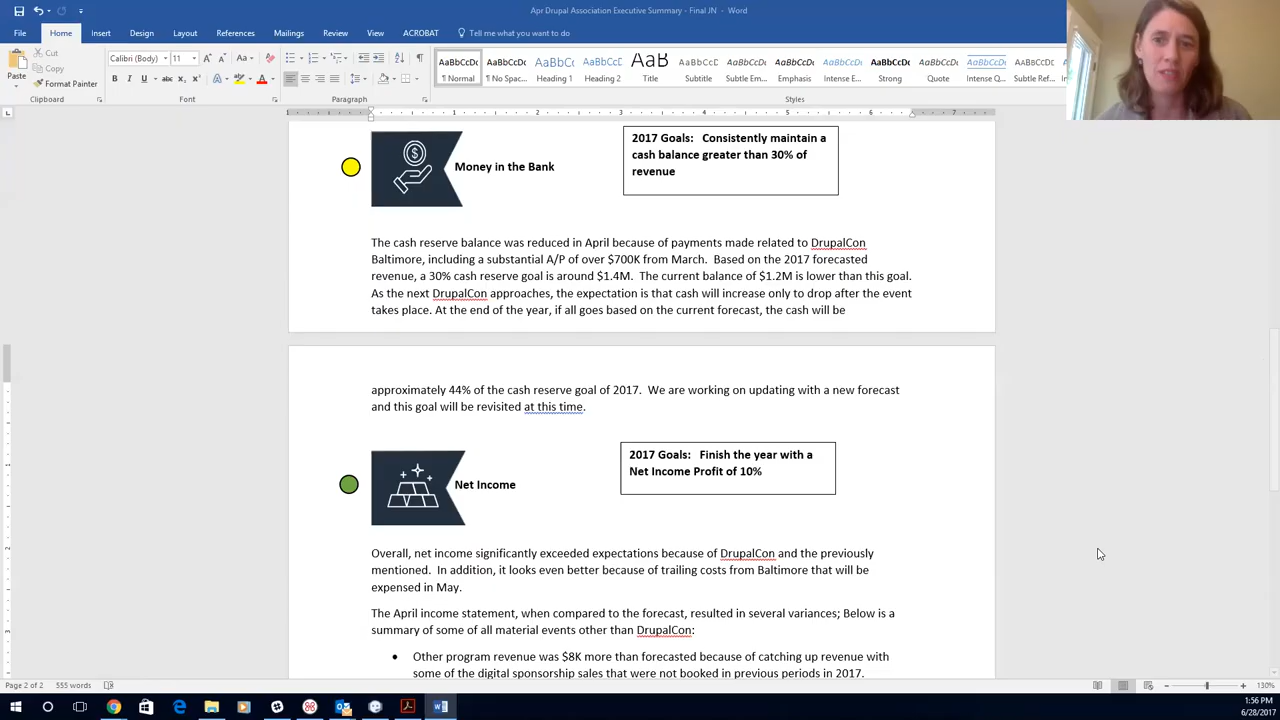 Apr Drupal Association Executive Summary - Final JN - Word
File Home Insert Design Layout References Mailings Review View ACROBAT Tell me what you want to do
Paste
Cut
Copy
Format Painter
Calibri (Body) 11
AaBbCcDc AaBbCcDc AaBbC AaBbCc AaB AaBbCcD AaBbCcDc AaBbCcDc AaBbCcDc AaBbCcDc AaBbCcDc AaBbCcDc AaBbCcDc
¶ Normal ¶ No Spac... Heading 1 Heading 2 Title Subtitle Subtle Em... Emphasis Intense E... Strong Quote Intense Q... Subtle Ref...
Clipboard Font Paragraph Styles
2017 Goals: Consistently maintain a
cash balance greater than 30% of
revenue
Money in the Bank
The cash reserve balance was reduced in April because of payments made related to DrupalCon
Baltimore, including a substantial A/P of over $700K from March. Based on the 2017 forecasted
revenue, a 30% cash reserve goal is around $1.4M. The current balance of $1.2M is lower than this goal.
As the next DrupalCon approaches, the expectation is that cash will increase only to drop after the event
takes place. At the end of the year, if all goes based on the current forecast, the cash will be
approximately 44% of the cash reserve goal of 2017. We are working on updating with a new forecast
and this goal will be revisited at this time.
2017 Goals: Finish the year with a
Net Income Profit of 10%
Net Income
Overall, net income significantly exceeded expectations because of DrupalCon and the previously
mentioned. In addition, it looks even better because of trailing costs from Baltimore that will be
expensed in May.
The April income statement, when compared to the forecast, resulted in several variances; Below is a
summary of some of all material events other than DrupalCon:
• Other program revenue was $8K more than forecasted because of catching up revenue with
some of the digital sponsorship sales that were not booked in previous periods in 2017.
Page 2 of 2 555 words 130%
1:56 PM
6/28/2017